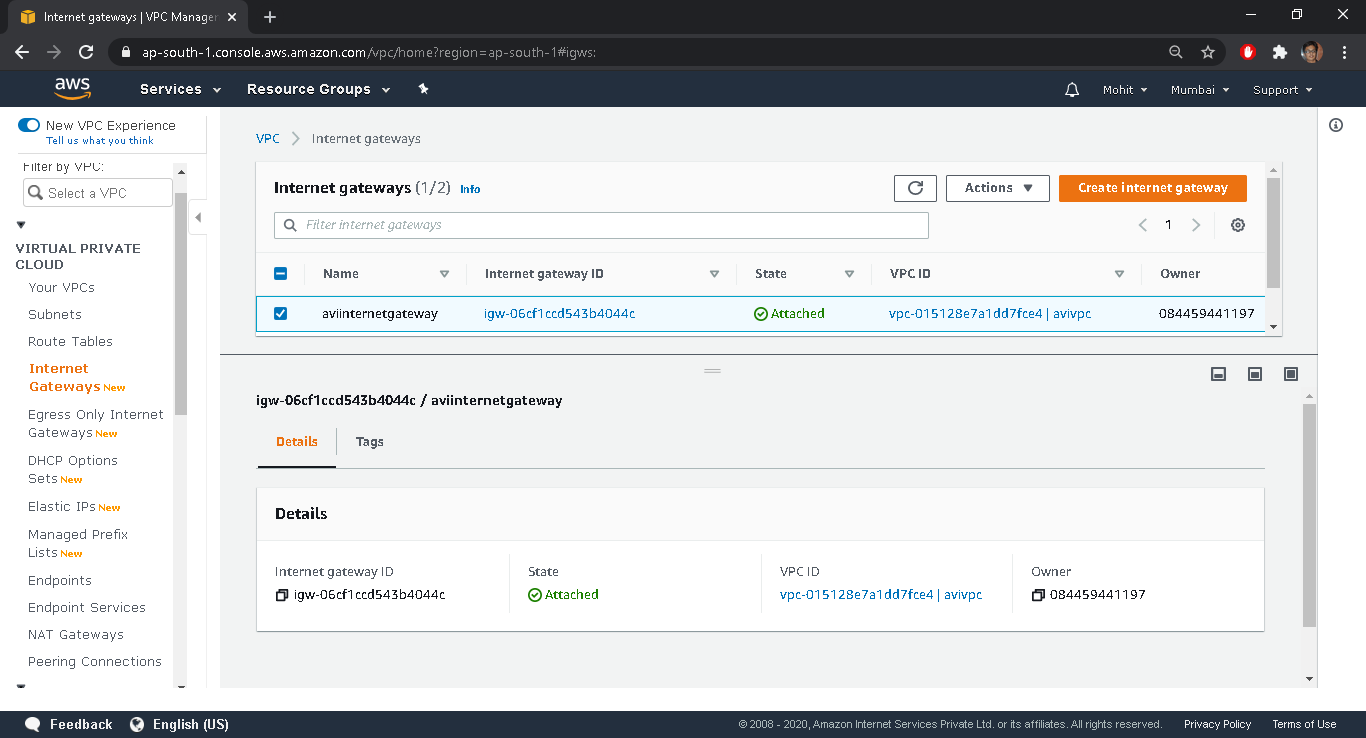 Internet gateways | VPC Manager
ap-south-1.console.aws.amazon.com/vpc/home?region=ap-south-1#igws:
aws Services Resource Groups Mohit Mumbai Support
New VPC Experience
Tell us what you think
Filter by VPC:
Select a VPC
VIRTUAL PRIVATE
CLOUD
Your VPCs
Subnets
Route Tables
Internet
Gateways New
Egress Only Internet
Gateways New
DHCP Options
Sets New
Elastic IPs New
Managed Prefix
Lists New
Endpoints
Endpoint Services
NAT Gateways
Peering Connections
VPC Internet gateways
Internet gateways (1/2) Info Actions Create internet gateway
Filter internet gateways 1
Name Internet gateway ID State VPC ID Owner
aviinternetgateway igw-06cf1ccd543b4044c Attached vpc-015128e7a1dd7fce4 | avivpc 084459441197
igw-06cf1ccd543b4044c / aviinternetgateway
Details Tags
Details
Internet gateway ID State VPC ID Owner
igw-06cf1ccd543b4044c Attached vpc-015128e7a1dd7fce4 | avivpc 084459441197
Feedback English (US) © 2008 - 2020, Amazon Internet Services Private Ltd. or its affiliates. All rights reserved. Privacy Policy Terms of Use